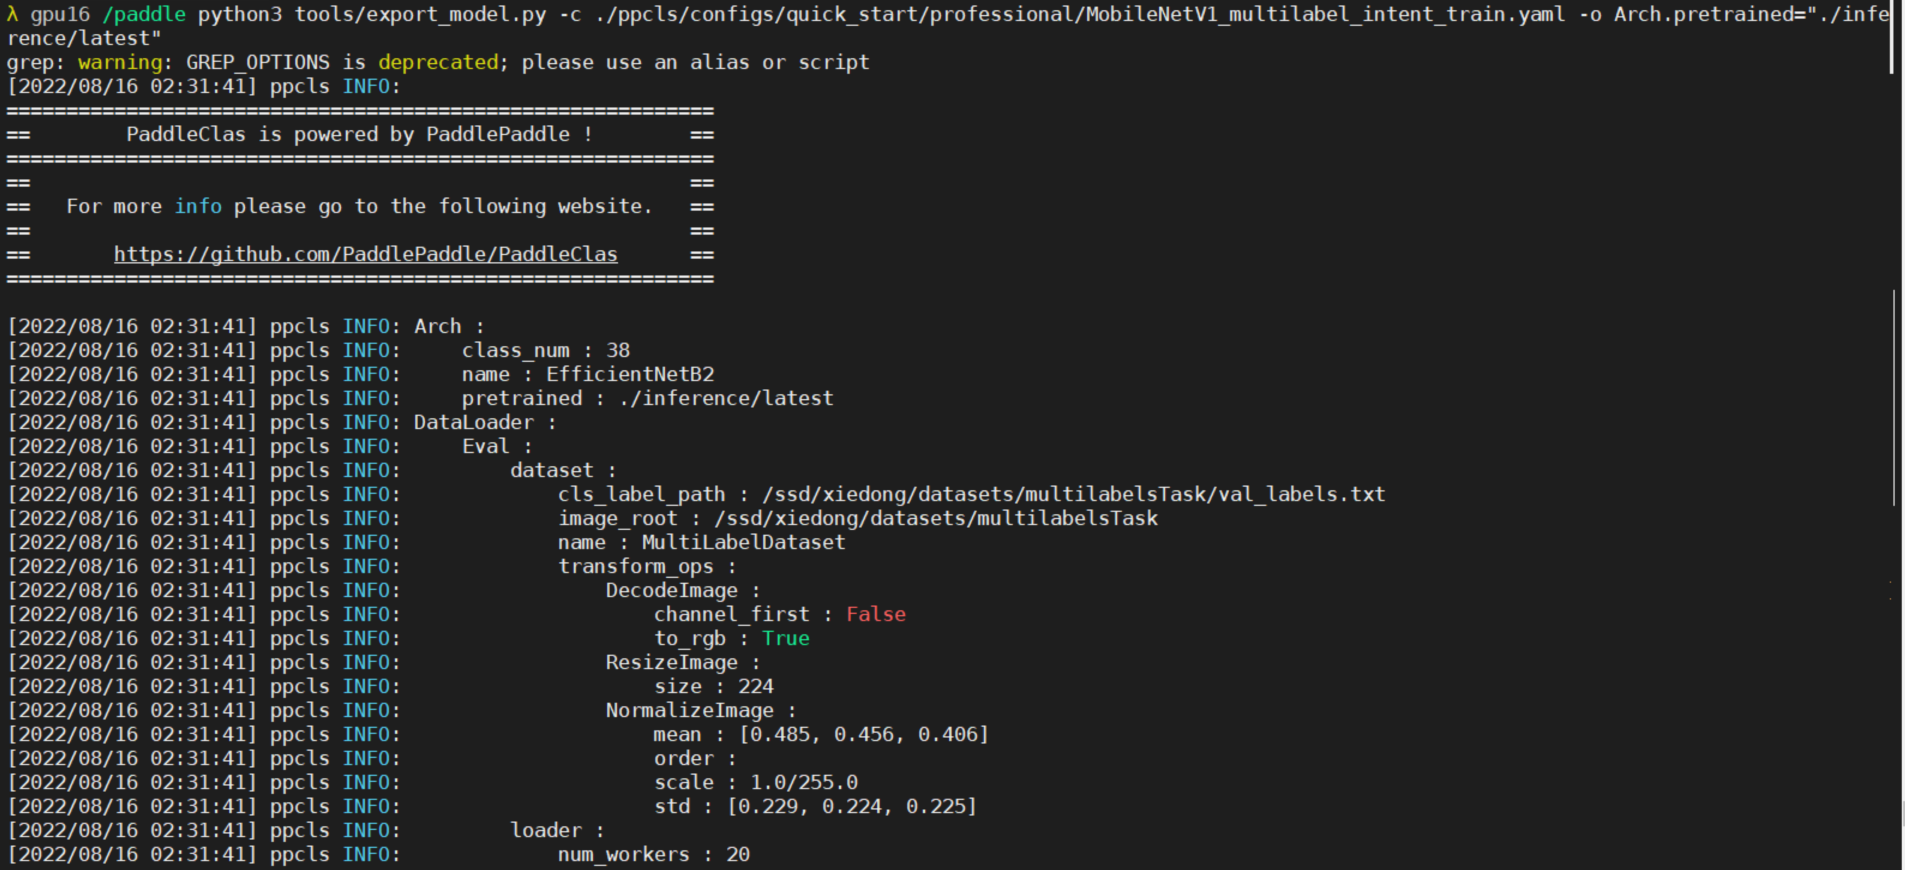 λ gpu16 /paddle python3 tools/export_model.py -c ./ppcls/configs/quick_start/professional/MobileNetV1_multilabel_intent_train.yaml -o Arch.pretrained="./infe
rence/latest"
grep: warning: GREP_OPTIONS is deprecated; please use an alias or script
[2022/08/16 02:31:41] ppcls INFO:
===========================================================
==        PaddleClas is powered by PaddlePaddle !        ==
===========================================================
==                                                       ==
==   For more info please go to the following website.   ==
==                                                       ==
==       https://github.com/PaddlePaddle/PaddleClas      ==
===========================================================
[2022/08/16 02:31:41] ppcls INFO: Arch :
[2022/08/16 02:31:41] ppcls INFO:     class_num : 38
[2022/08/16 02:31:41] ppcls INFO:     name : EfficientNetB2
[2022/08/16 02:31:41] ppcls INFO:     pretrained : ./inference/latest
[2022/08/16 02:31:41] ppcls INFO: DataLoader :
[2022/08/16 02:31:41] ppcls INFO:     Eval :
[2022/08/16 02:31:41] ppcls INFO:         dataset :
[2022/08/16 02:31:41] ppcls INFO:             cls_label_path : /ssd/xiedong/datasets/multilabelsTask/val_labels.txt
[2022/08/16 02:31:41] ppcls INFO:             image_root : /ssd/xiedong/datasets/multilabelsTask
[2022/08/16 02:31:41] ppcls INFO:             name : MultiLabelDataset
[2022/08/16 02:31:41] ppcls INFO:             transform_ops :
[2022/08/16 02:31:41] ppcls INFO:                 DecodeImage :
[2022/08/16 02:31:41] ppcls INFO:                     channel_first : False
[2022/08/16 02:31:41] ppcls INFO:                     to_rgb : True
[2022/08/16 02:31:41] ppcls INFO:                 ResizeImage :
[2022/08/16 02:31:41] ppcls INFO:                     size : 224
[2022/08/16 02:31:41] ppcls INFO:                 NormalizeImage :
[2022/08/16 02:31:41] ppcls INFO:                     mean : [0.485, 0.456, 0.406]
[2022/08/16 02:31:41] ppcls INFO:                     order :
[2022/08/16 02:31:41] ppcls INFO:                     scale : 1.0/255.0
[2022/08/16 02:31:41] ppcls INFO:                     std : [0.229, 0.224, 0.225]
[2022/08/16 02:31:41] ppcls INFO:         loader :
[2022/08/16 02:31:41] ppcls INFO:             num_workers : 20